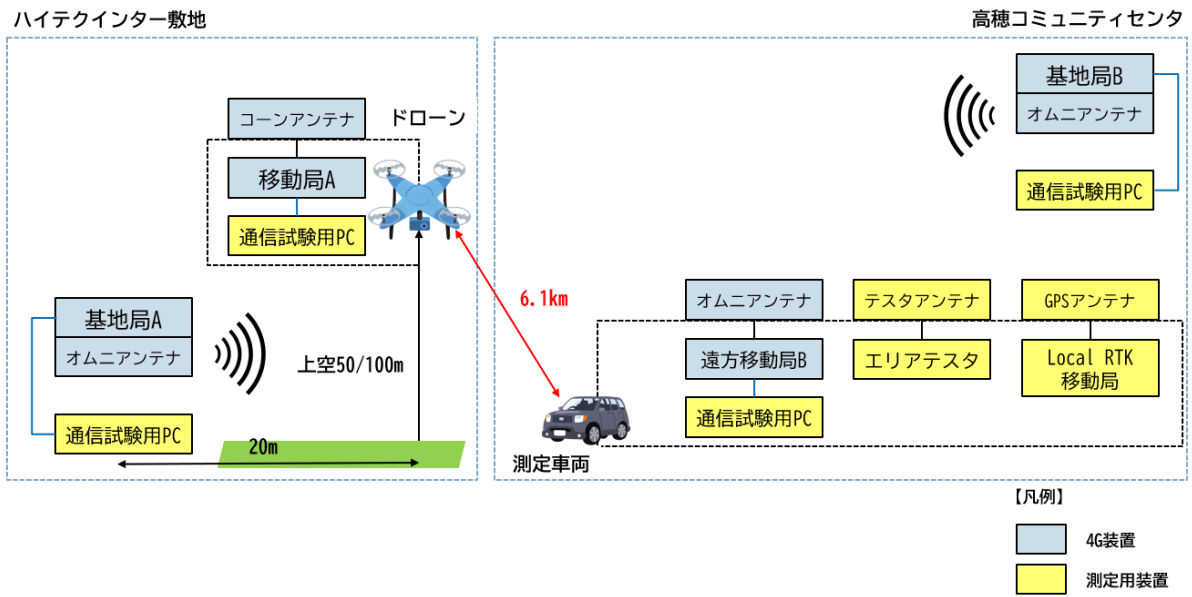 ハイテクインター敷地
高穂コミュニティセンタ
コーンアンテナ
ドローン
移動局A
通信試験用PC
基地局A
オムニアンテナ
通信試験用PC
上空50/100m
20m
6.1km
基地局B
オムニアンテナ
通信試験用PC
オムニアンテナ
テスタアンテナ
GPSアンテナ
遠方移動局B
エリアテスタ
Local RTK
移動局
通信試験用PC
測定車両
【凡例】
4G装置
測定用装置